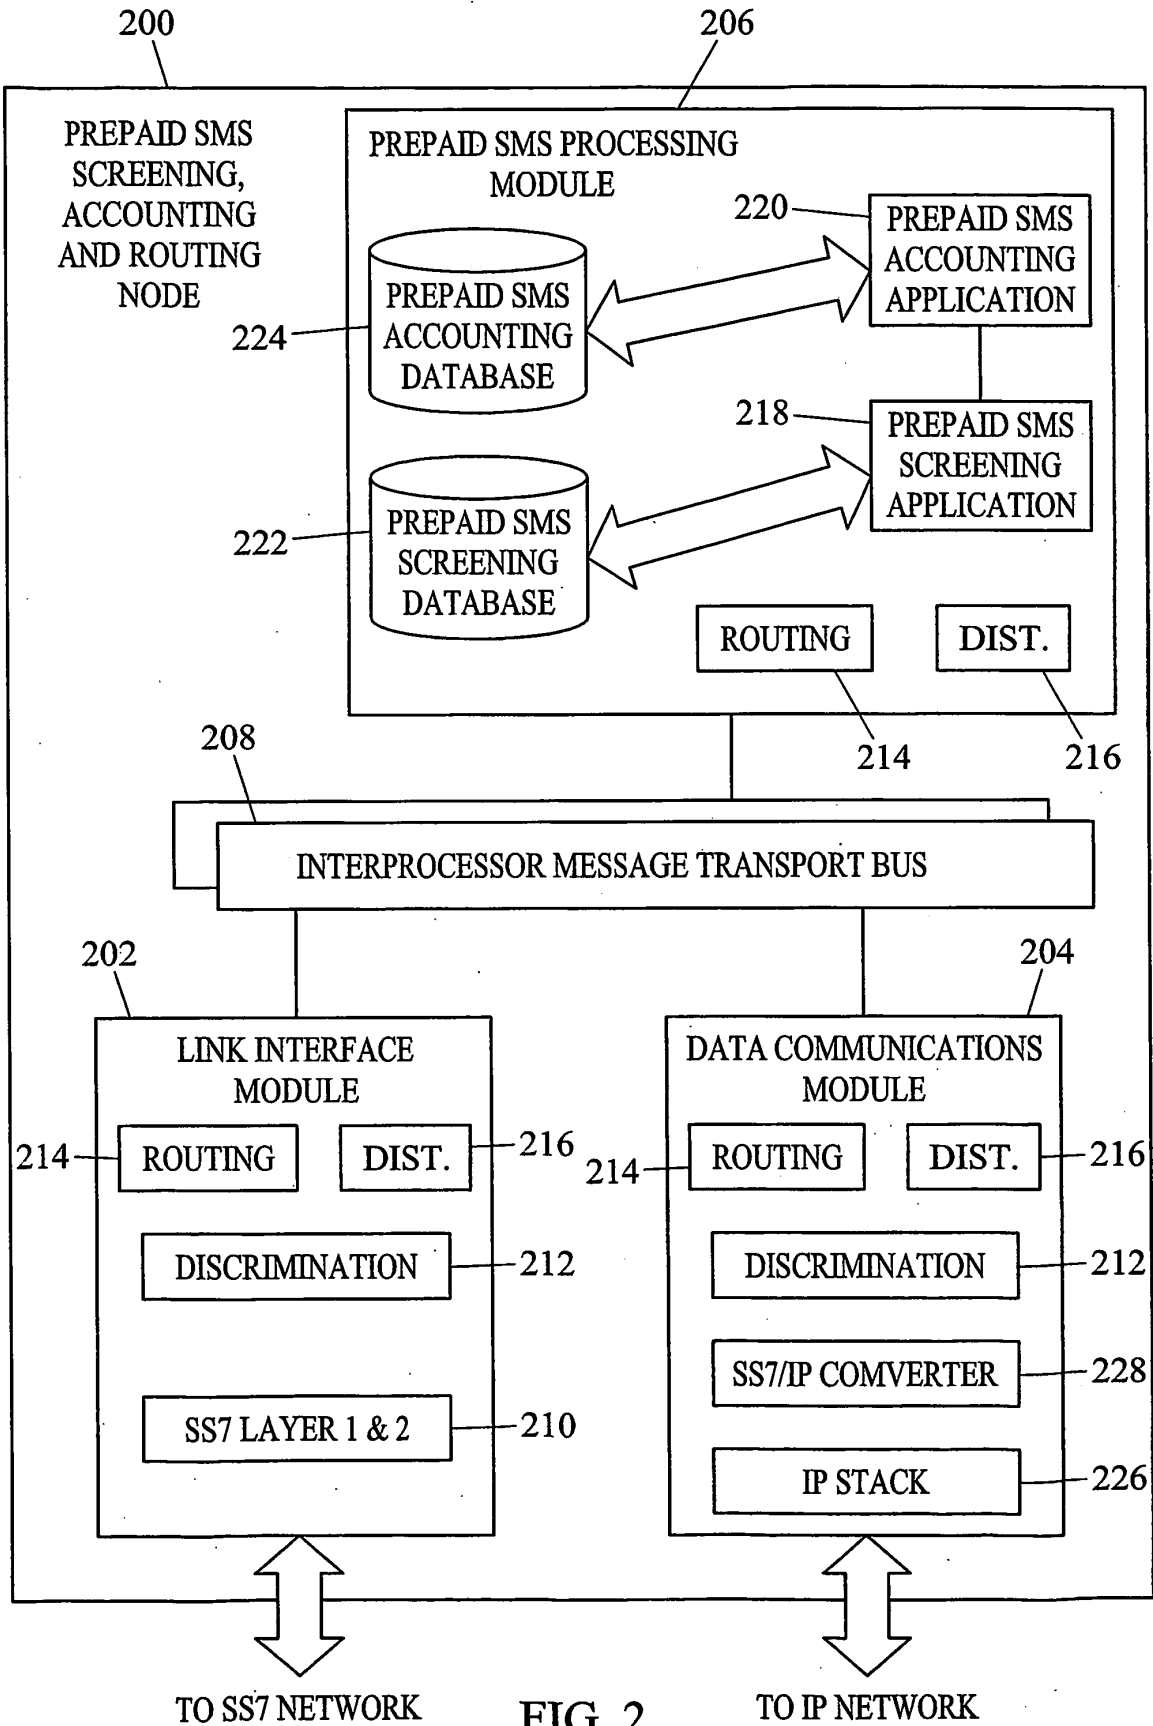 200
206
PREPAID SMS
SCREENING,
ACCOUNTING
AND ROUTING
NODE
PREPAID SMS PROCESSING
MODULE
220
PREPAID SMS
ACCOUNTING
APPLICATION
PREPAID SMS
ACCOUNTING
DATABASE
224
218
PREPAID SMS
SCREENING
APPLICATION
PREPAID SMS
SCREENING
DATABASE
222
ROUTING
DIST.
214
216
208
INTERPROCESSOR MESSAGE TRANSPORT BUS
202
LINK INTERFACE
MODULE
214
ROUTING
DIST.
216
DISCRIMINATION
212
SS7 LAYER 1 & 2
210
204
DATA COMMUNICATIONS
MODULE
214
ROUTING
DIST.
216
DISCRIMINATION
212
SS7/IP COMVERTER
228
IP STACK
226
TO SS7 NETWORK
FIG. 2
TO IP NETWORK